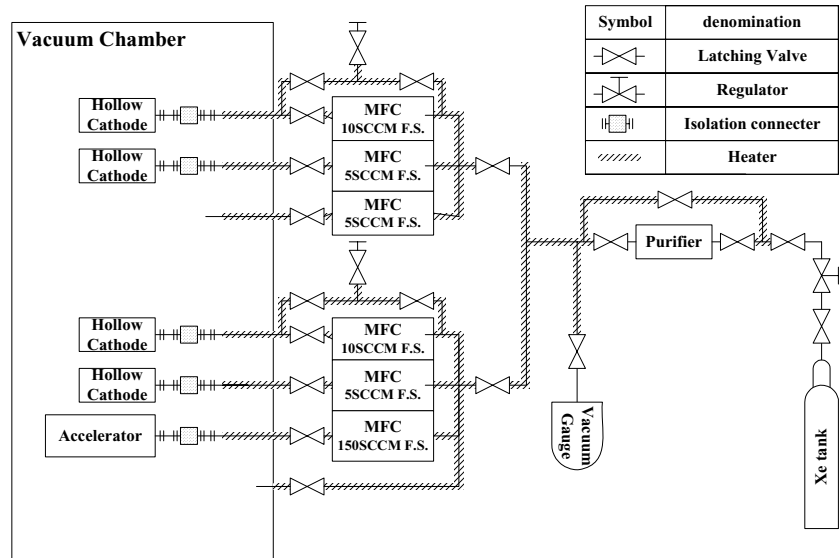 Vacuum Chamber
Hollow
Cathode
Hollow
Cathode
MFC
10SCCM F.S.
MFC
5SCCM F.S.
MFC
5SCCM F.S.
Hollow
Cathode
Hollow
Cathode
Accelerator
MFC
10SCCM F.S.
MFC
5SCCM F.S.
MFC
150SCCM F.S.
Symbol denomination
Latching Valve
Regulator
Isolation connecter
Heater
Purifier
Vacuum
Gauge
Xe tank